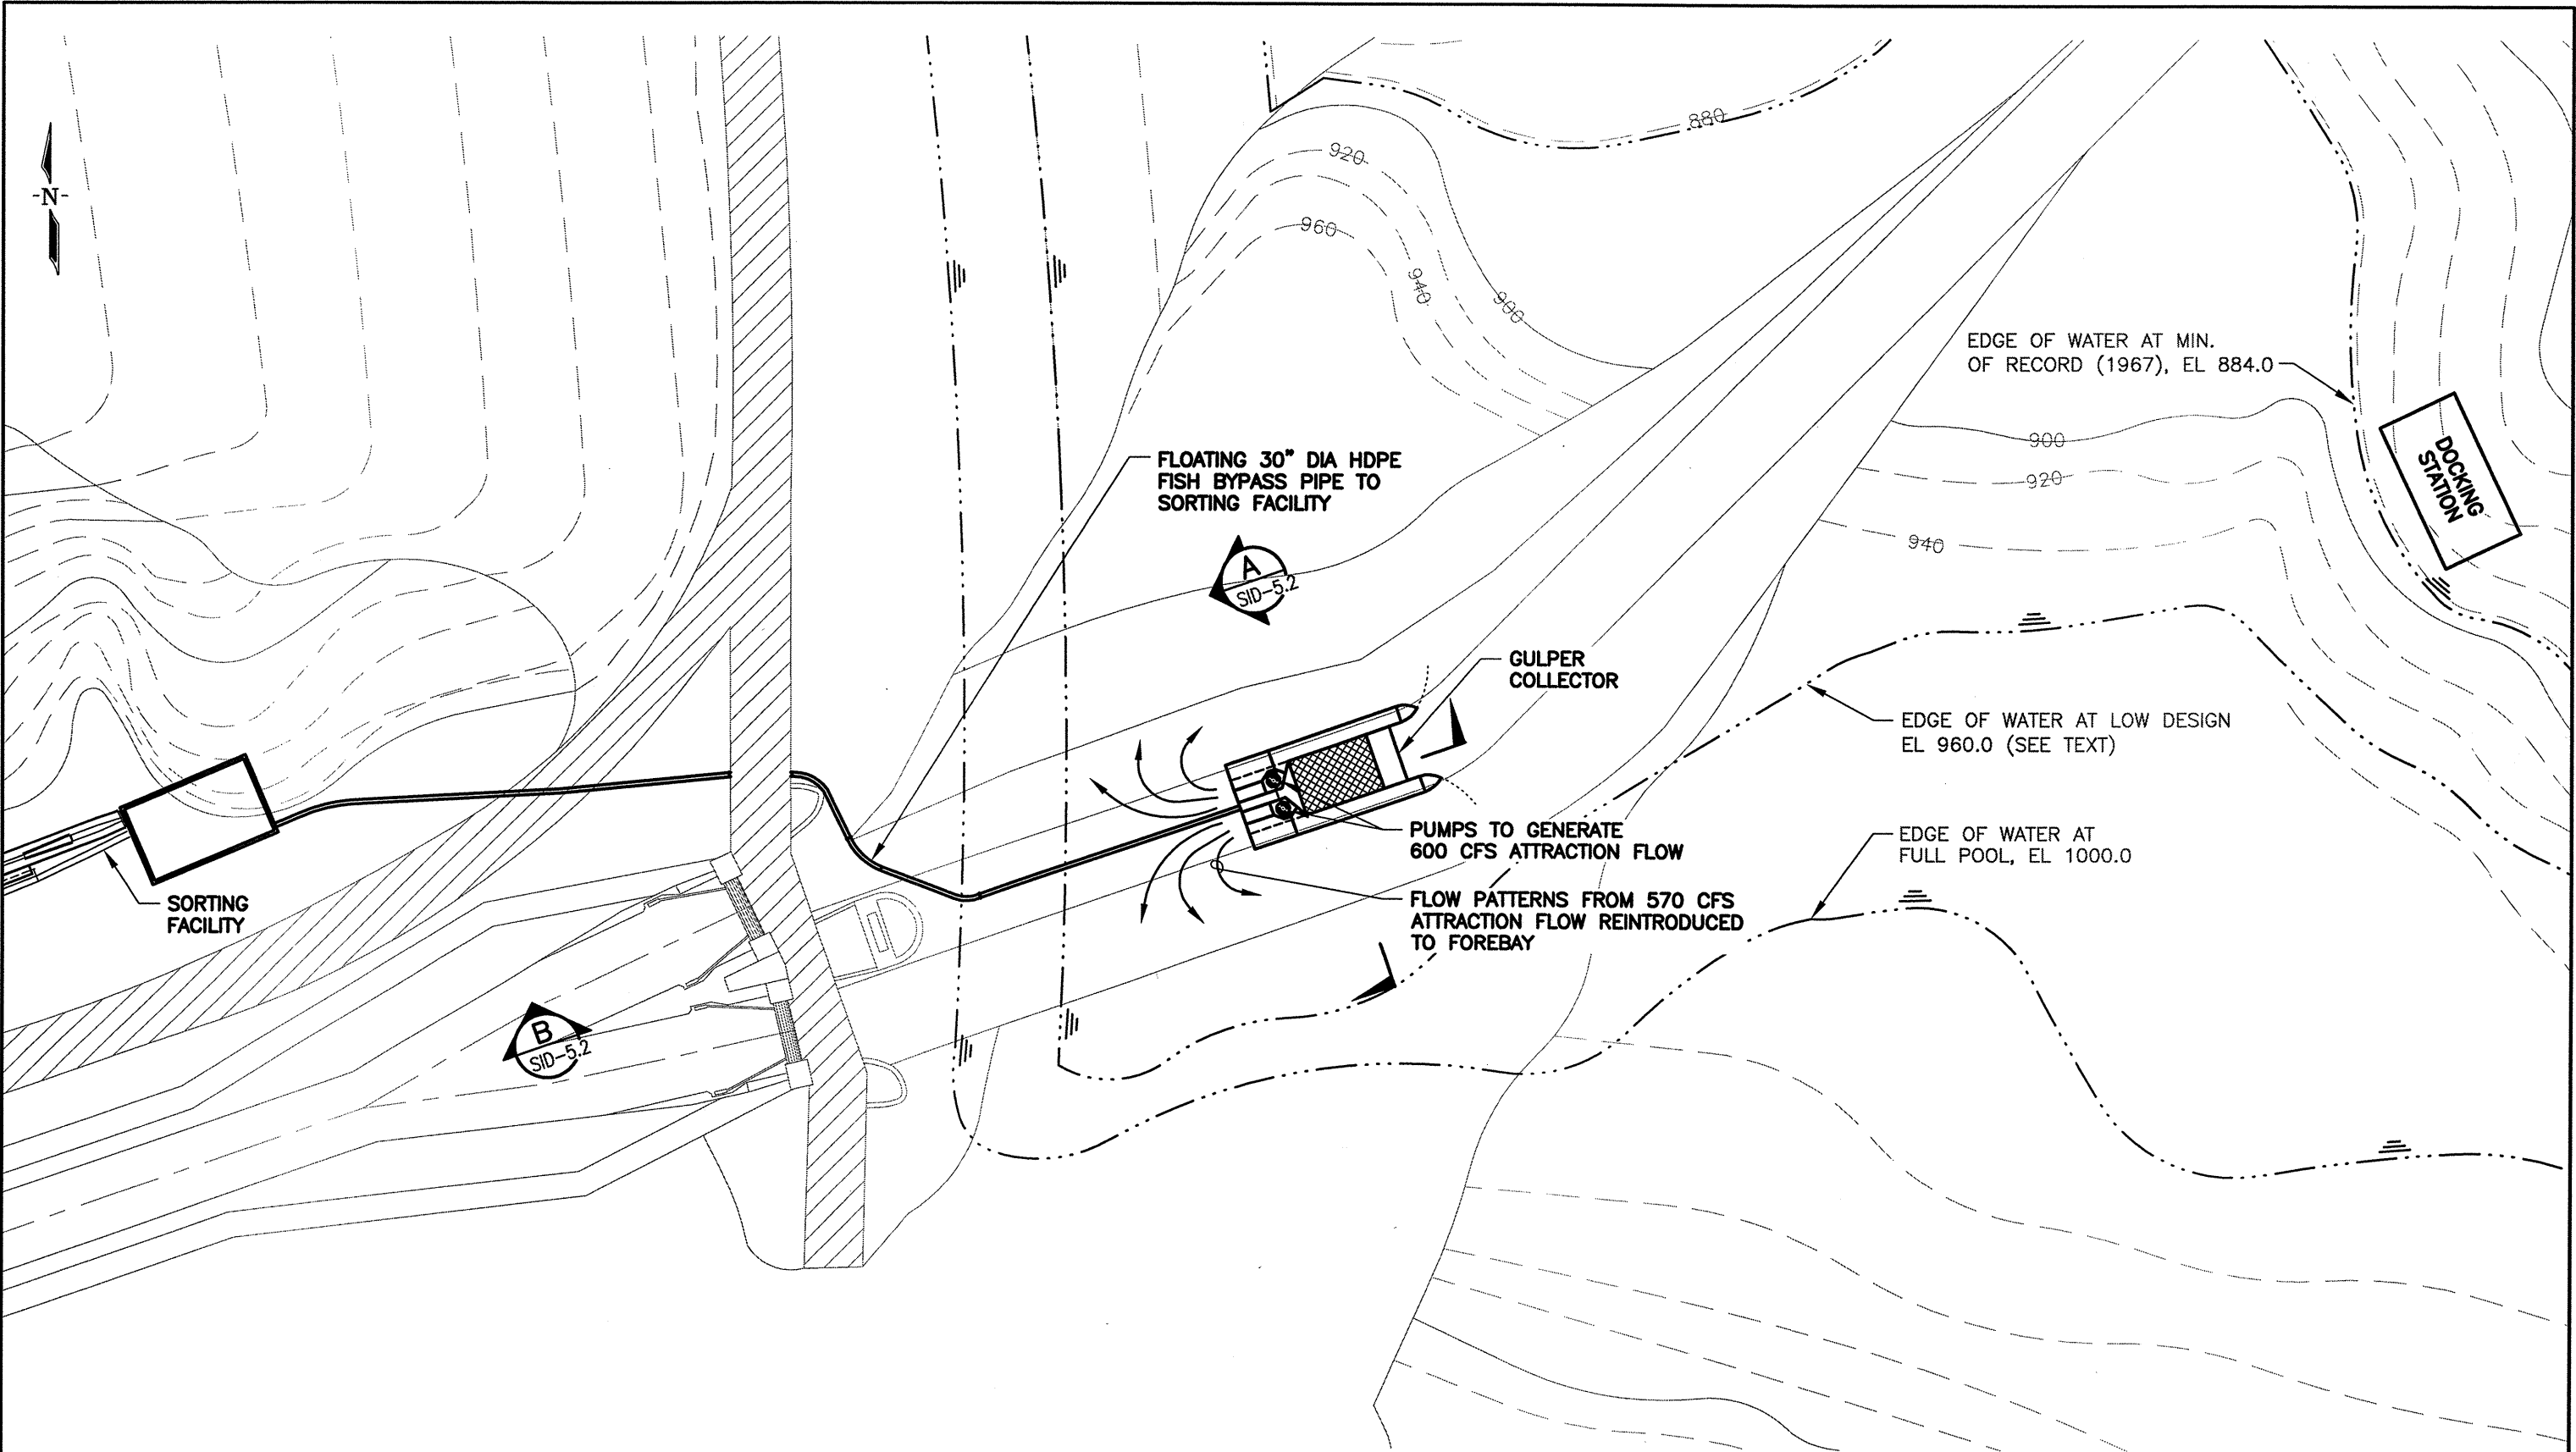 880
920
960
940
900
-N-
EDGE OF WATER AT MIN.
OF RECORD (1967), EL 884.0
900
920
940
DOCKING
STATION
FLOATING 30" DIA HDPE
FISH BYPASS PIPE TO
SORTING FACILITY
A
SID-5.2
GULPER
COLLECTOR
EDGE OF WATER AT LOW DESIGN
EL 960.0 (SEE TEXT)
PUMPS TO GENERATE
600 CFS ATTRACTION FLOW
EDGE OF WATER AT
FULL POOL, EL 1000.0
FLOW PATTERNS FROM 570 CFS
ATTRACTION FLOW REINTRODUCED
TO FOREBAY
SORTING
FACILITY
B
SID-5.2